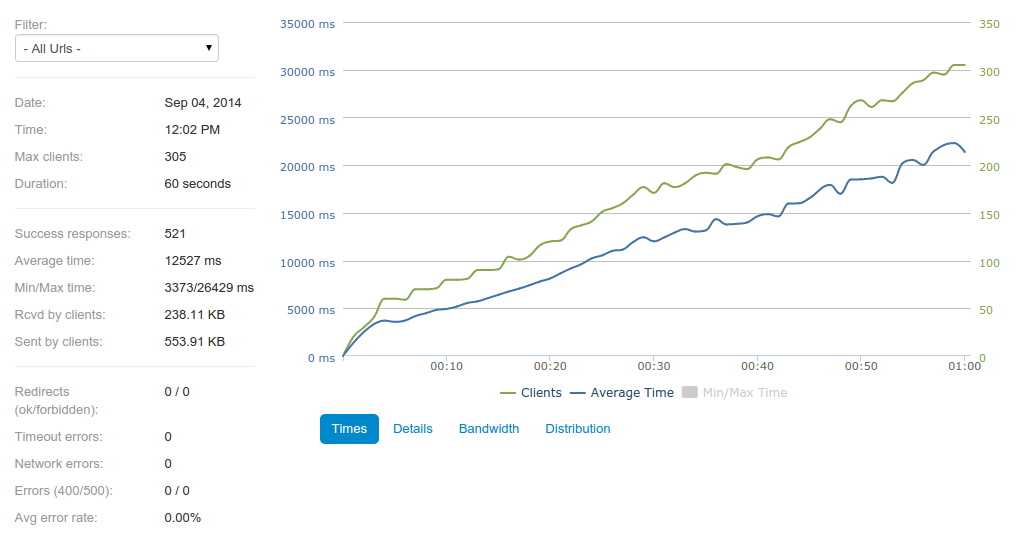 Filter:
- All Urls -
Date: Sep 04, 2014
Time: 12:02 PM
Max clients: 305
Duration: 60 seconds
Success responses: 521
Average time: 12527 ms
Min/Max time: 3373/26429 ms
Rcvd by clients: 238.11 KB
Sent by clients: 553.91 KB
Redirects 0 / 0
(ok/forbidden):
Timeout errors: 0
Network errors: 0
Errors (400/500): 0 / 0
Avg error rate: 0.00%
35000 ms 350
30000 ms 300
25000 ms 250
20000 ms 200
15000 ms 150
10000 ms 100
5000 ms 50
0 ms 0
00:10 00:20 00:30 00:40 00:50 01:00
Clients Average Time Min/Max Time
Times Details Bandwidth Distribution